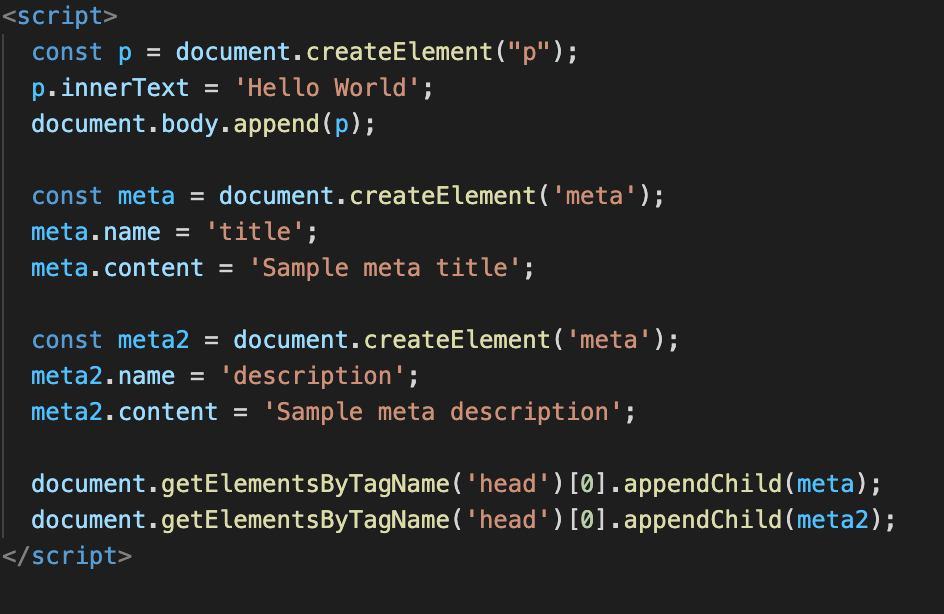 <script>
const p = document.createElement("p");
p.innerText = 'Hello World';
document.body.append(p);
const meta = document.createElement('meta');
meta.name = 'title';
meta.content = 'Sample meta title';
const meta2 = document.createElement('meta');
meta2.name = 'description';
meta2.content = 'Sample meta description';
document.getElementsByTagName('head')[0].appendChild(meta);
document.getElementsByTagName('head')[0].appendChild(meta2);
</script>